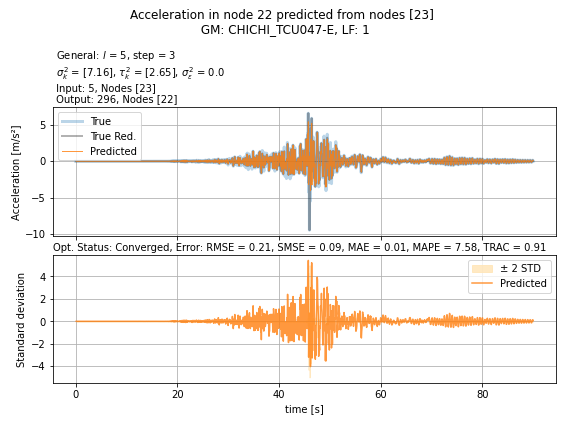 Acceleration in node 22 predicted from nodes [23]
GM: CHICHI_TCU047-E, LF: 1
General: l = 5, step = 3
σ²ₖ = [7.16], τ²ₖ = [2.65], σ²_ε = 0.0
Input: 5, Nodes [23]
Output: 296, Nodes [22]
True
True Red.
Predicted
Acceleration [m/s²]
5
0
−5
−10
Opt. Status: Converged, Error: RMSE = 0.21, SMSE = 0.09, MAE = 0.01, MAPE = 7.58, TRAC = 0.91
± 2 STD
Predicted
Standard deviation
4
2
0
−2
−4
0 20 40 60 80
time [s]